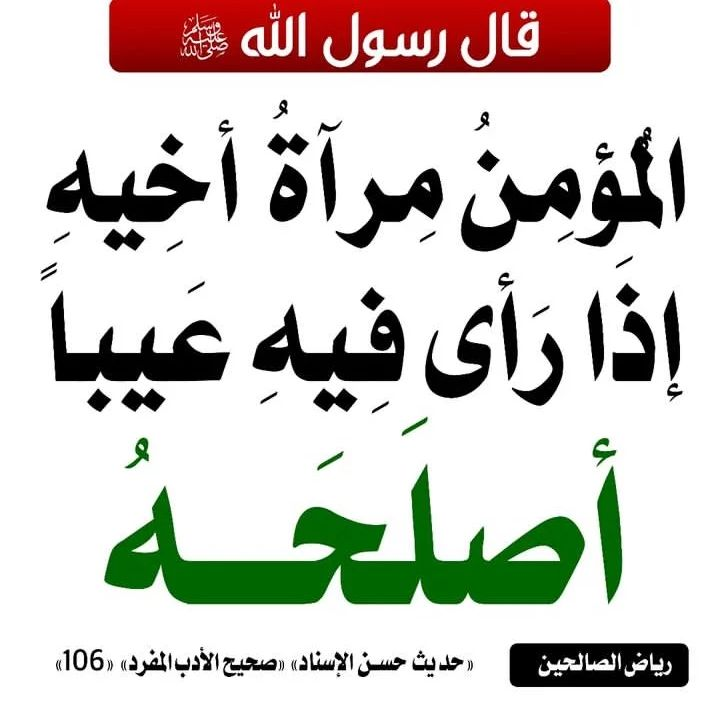 قال رسول الله ﷺ
المُؤمِنُ مِرآةُ أخِيهِ
إذَا رَأى فِيهِ عَيباً
أصلَحَهُ
رياض الصالحين «حديث حسن الإسناد» «صحيح الأدب المفرد» «106»